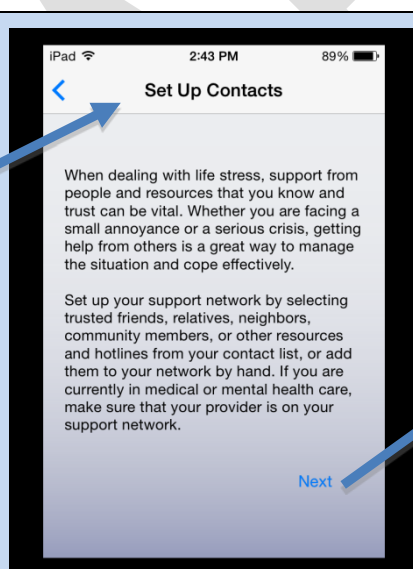 iPad 2:43 PM 89%
Set Up Contacts
When dealing with life stress, support from
people and resources that you know and
trust can be vital. Whether you are facing a
small annoyance or a serious crisis, getting
help from others is a great way to manage
the situation and cope effectively.
Set up your support network by selecting
trusted friends, relatives, neighbors,
community members, or other resources
and hotlines from your contact list, or add
them to your network by hand. If you are
currently in medical or mental health care,
make sure that your provider is on your
support network.
Next